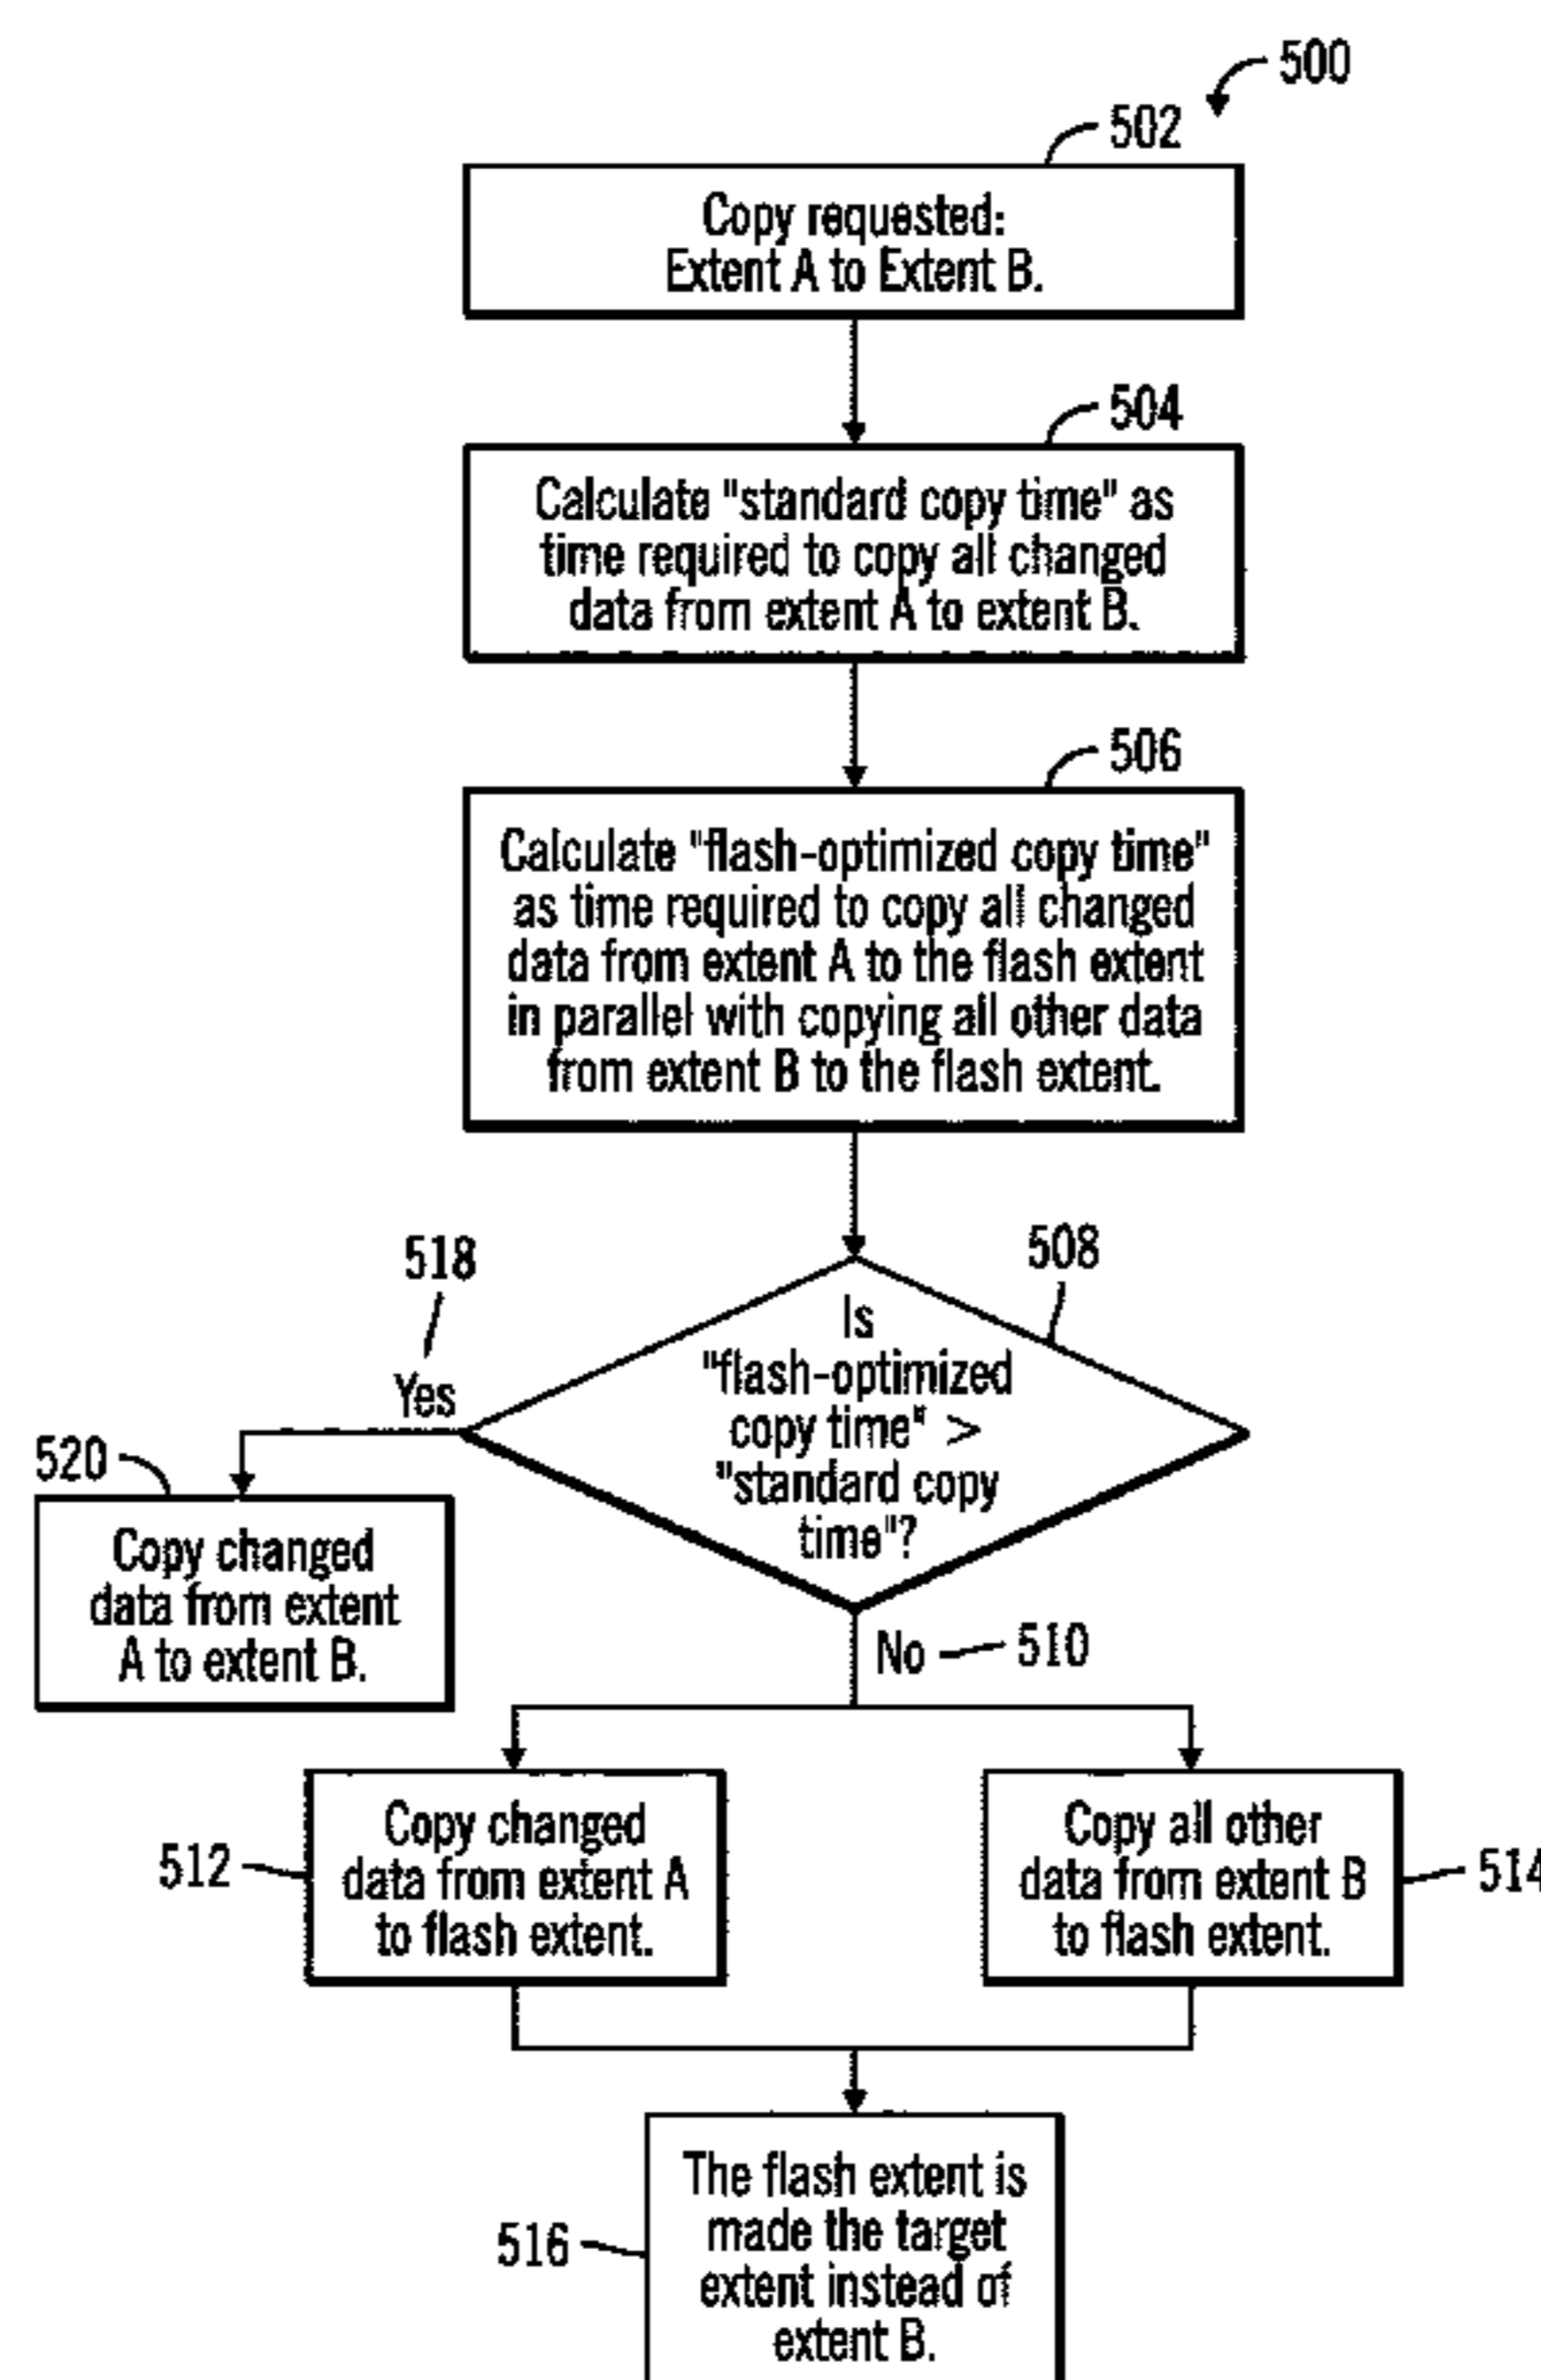 500
502
Copy requested:
Extent A to Extent B.
504
Calculate "standard copy time" as
time required to copy all changed
data from extent A to extent B.
506
Calculate "flash-optimized copy time"
as time required to copy all changed
data from extent A to the flash extent
in parallel with copying all other data
from extent B to the flash extent.
508
Is
"flash-optimized
copy time" >
"standard copy
time"?
518
Yes
520
Copy changed
data from extent
A to extent B.
No
510
512
Copy changed
data from extent A
to flash extent.
Copy all other
data from extent B
to flash extent.
514
516
The flash extent is
made the target
extent instead of
extent B.